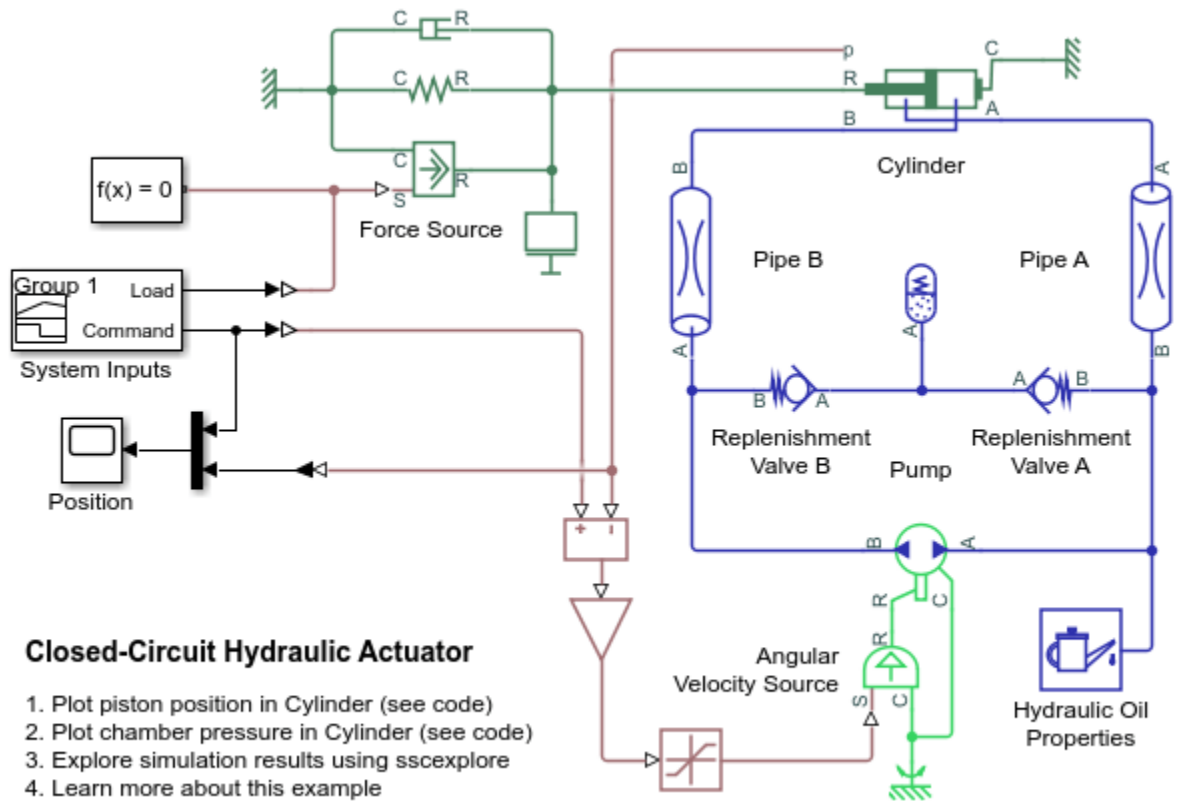 C R
p
C
C R
R
B
A
C
R
S
Cylinder
f(x) = 0
Force Source
B
A
Pipe B
Pipe A
Group 1
Load
Command
System Inputs
A
A
B
B A
A B
Replenishment
Valve B
Replenishment
Valve A
Pump
Position
+ -
B
A
R
C
R
S
C
Angular
Velocity Source
Hydraulic Oil
Properties
Closed-Circuit Hydraulic Actuator
1. Plot piston position in Cylinder (see code)
2. Plot chamber pressure in Cylinder (see code)
3. Explore simulation results using sscexplore
4. Learn more about this example